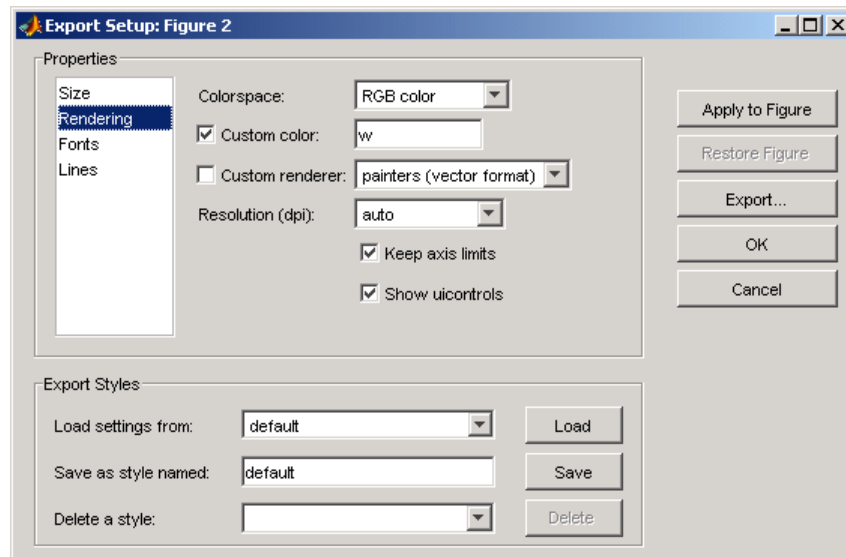 Export Setup: Figure 2
Properties
Size
Rendering
Fonts
Lines
Colorspace: RGB color
Custom color: w
Custom renderer: painters (vector format)
Resolution (dpi): auto
Keep axis limits
Show uicontrols
Apply to Figure
Restore Figure
Export...
OK
Cancel
Export Styles
Load settings from: default Load
Save as style named: default Save
Delete a style: Delete